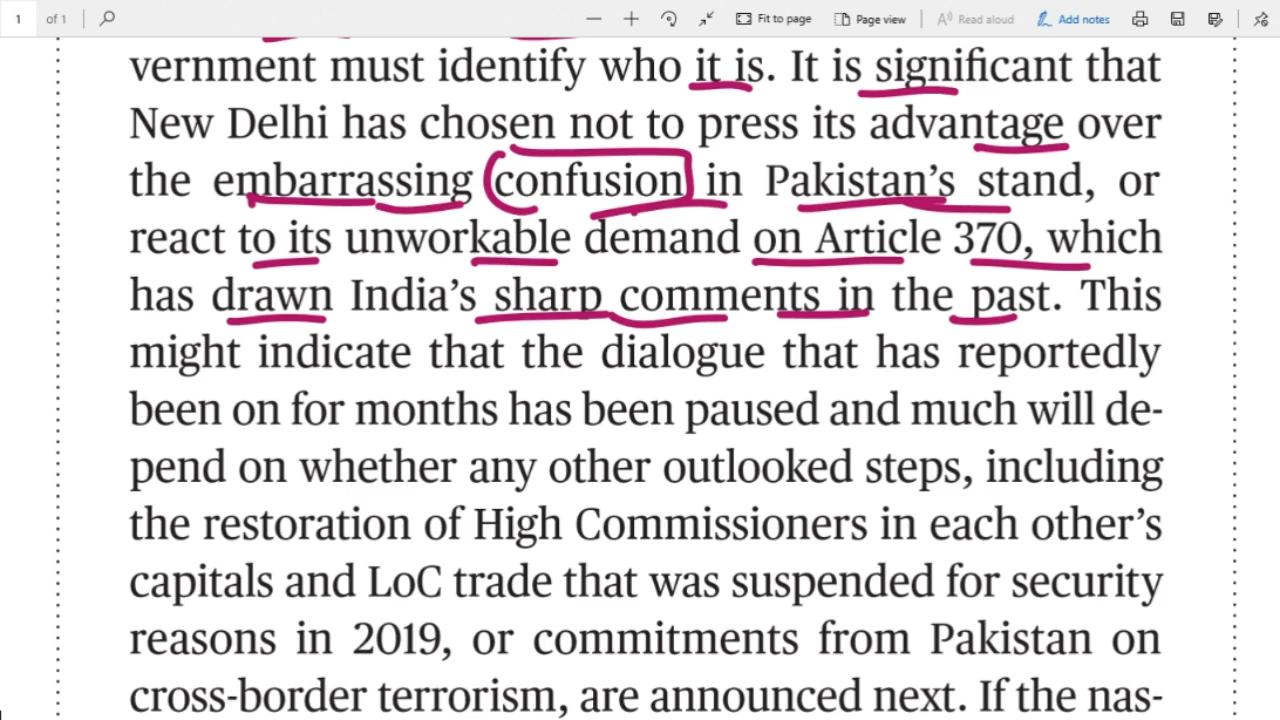 1 of 1 Fit to page Page view Read aloud Add notes
vernment must identify who it is. It is significant that
New Delhi has chosen not to press its advantage over
the embarrassing confusion in Pakistan's stand, or
react to its unworkable demand on Article 370, which
has drawn India's sharp comments in the past. This
might indicate that the dialogue that has reportedly
been on for months has been paused and much will de-
pend on whether any other outlooked steps, including
the restoration of High Commissioners in each other's
capitals and LoC trade that was suspended for security
reasons in 2019, or commitments from Pakistan on
cross-border terrorism, are announced next. If the nas-